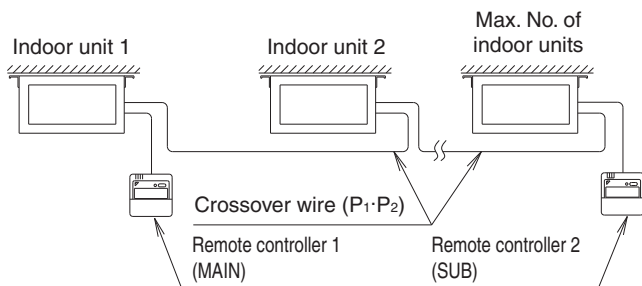 Indoor unit 1
Indoor unit 2
Max. No. of
indoor units
Crossover wire (P₁·P₂)
Remote controller 1
(MAIN)
Remote controller 2
(SUB)